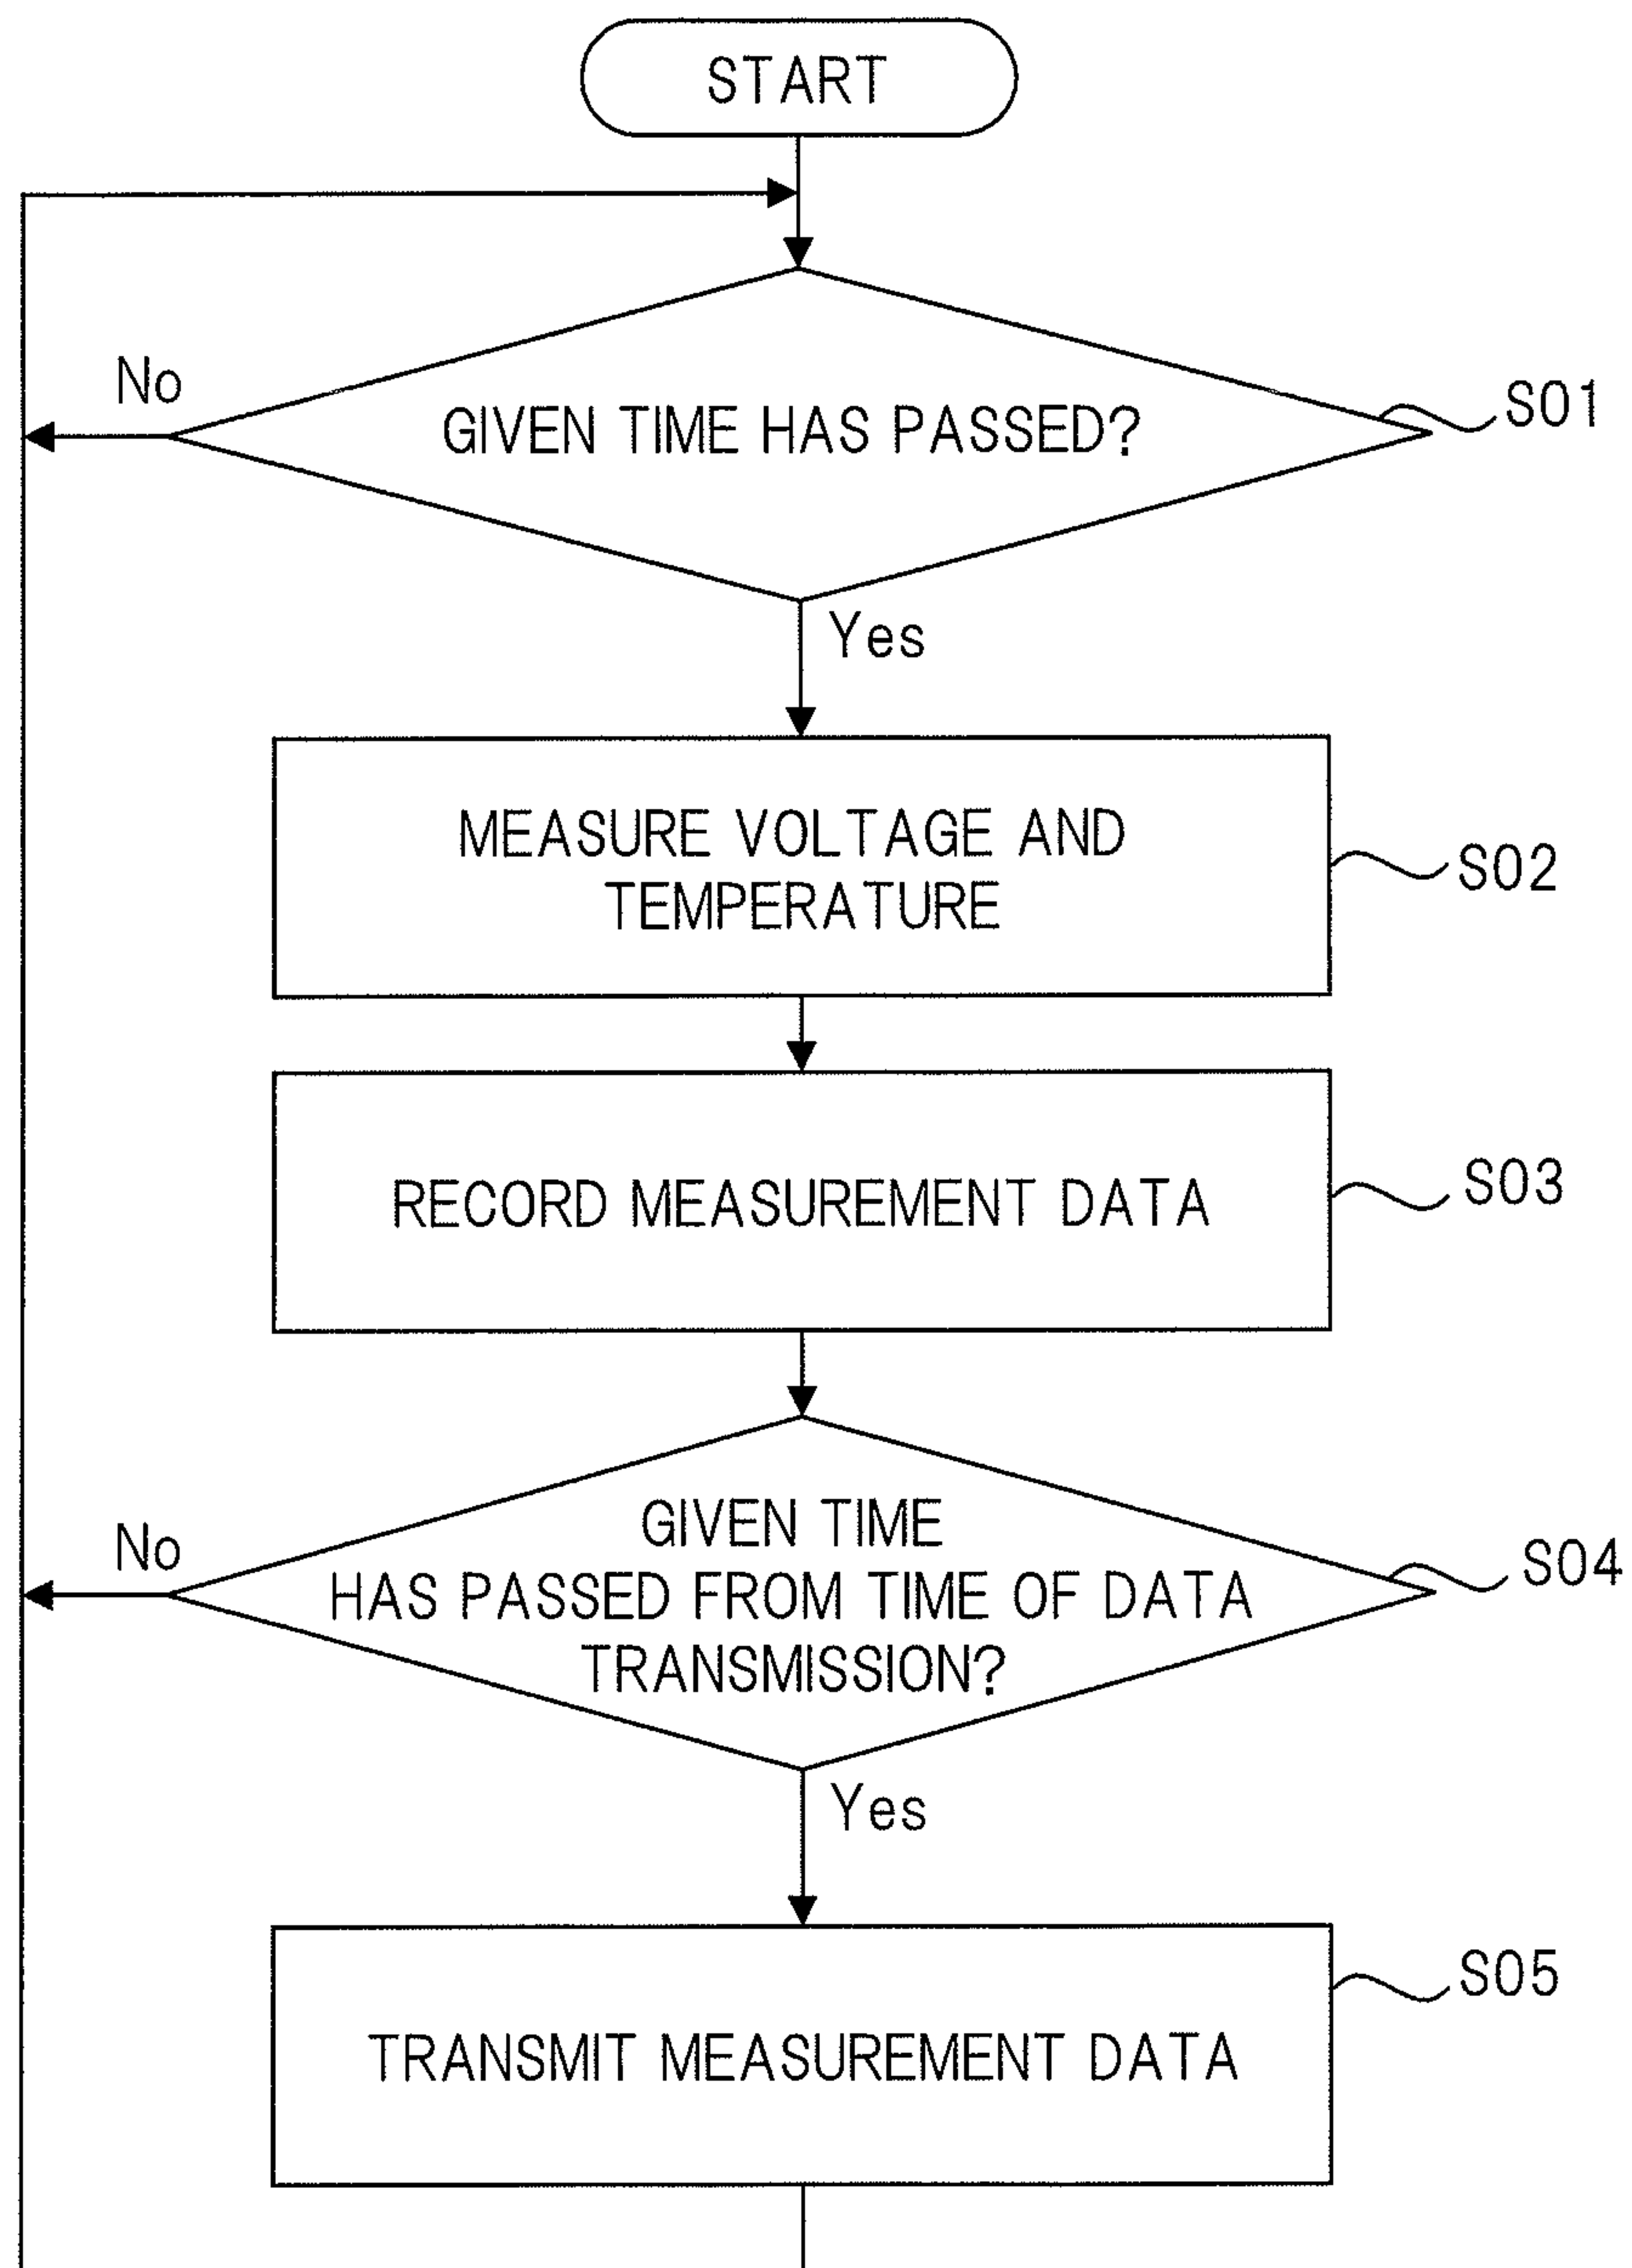 START
No
GIVEN TIME HAS PASSED?
S01
Yes
MEASURE VOLTAGE AND
TEMPERATURE
S02
RECORD MEASUREMENT DATA
S03
GIVEN TIME
No
HAS PASSED FROM TIME OF DATA
TRANSMISSION?
S04
Yes
TRANSMIT MEASUREMENT DATA
S05